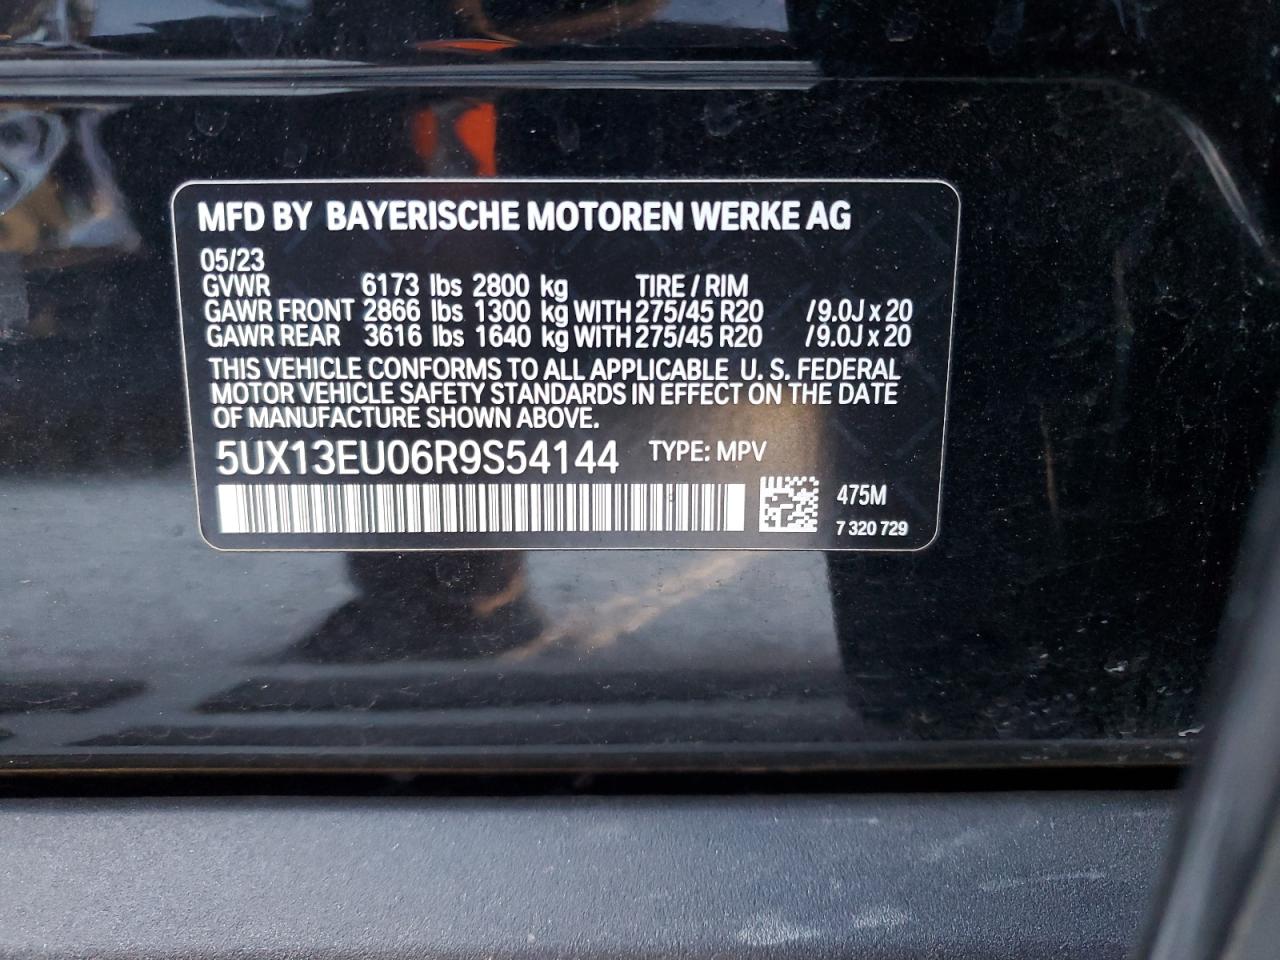 MFD BY BAYERISCHE MOTOREN WERKE AG
05/23
GVWR 6173 lbs 2800 kg TIRE / RIM
GAWR FRONT 2866 lbs 1300 kg WITH 275/45 R20 /9.0J x 20
GAWR REAR 3616 lbs 1640 kg WITH 275/45 R20 /9.0J x 20
THIS VEHICLE CONFORMS TO ALL APPLICABLE U. S. FEDERAL
MOTOR VEHICLE SAFETY STANDARDS IN EFFECT ON THE DATE
OF MANUFACTURE SHOWN ABOVE.
5UX13EU06R9S54144 TYPE: MPV
475M
7 320 729